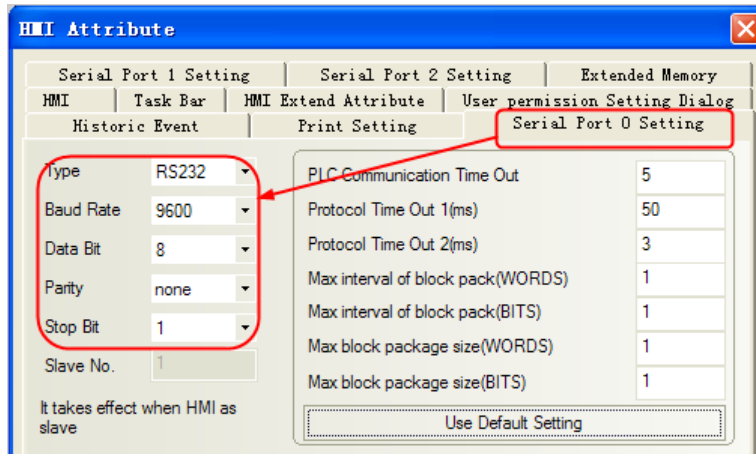 HMI Attribute
Serial Port 1 Setting
Serial Port 2 Setting
Extended Memory
HMI
Task Bar
HMI Extend Attribute
User permission Setting Dialog
Historic Event
Print Setting
Serial Port 0 Setting
Type
RS232
Baud Rate
9600
Data Bit
8
Parity
none
Stop Bit
1
Slave No.
1
It takes effect when HMI as
slave
PLC Communication Time Out
5
Protocol Time Out 1(ms)
50
Protocol Time Out 2(ms)
3
Max interval of block pack(WORDS)
1
Max interval of block pack(BITS)
1
Max block package size(WORDS)
1
Max block package size(BITS)
1
Use Default Setting